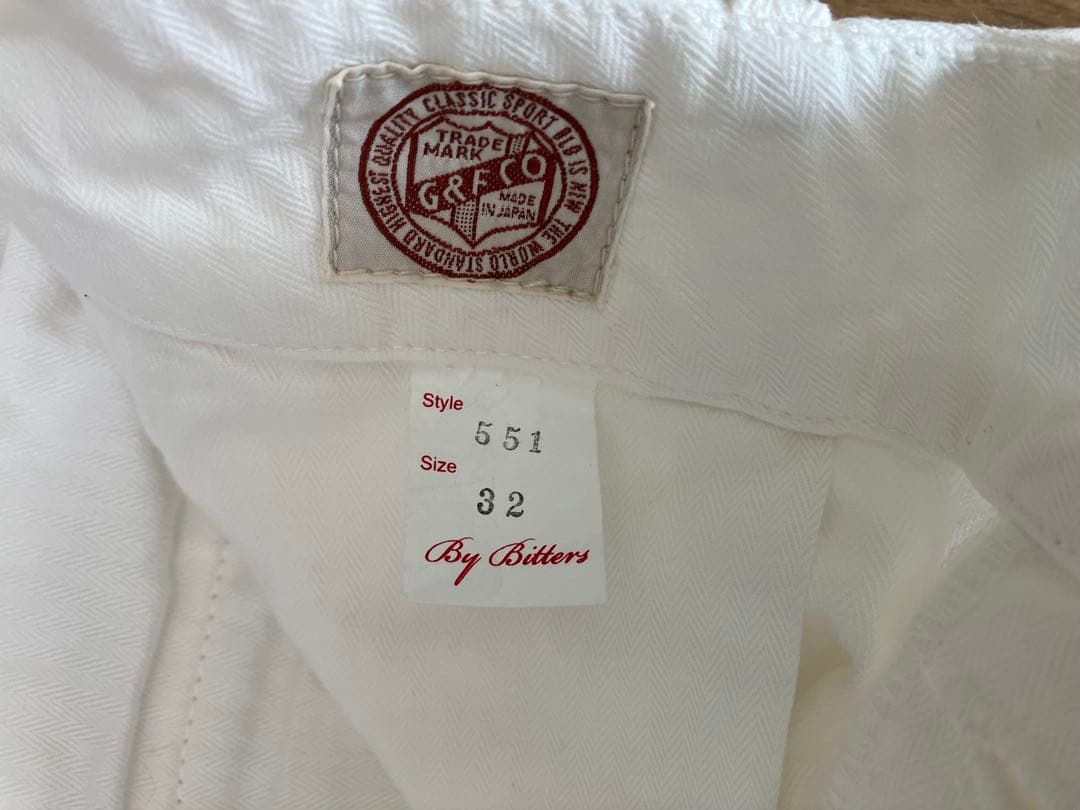 HIGHEST QUALITY CLASSIC SPORT OLD IS NEW THE WORLD STANDARD
TRADE
MARK
G&F CO
MADE
IN JAPAN
Style
551
Size
32
By Bitters